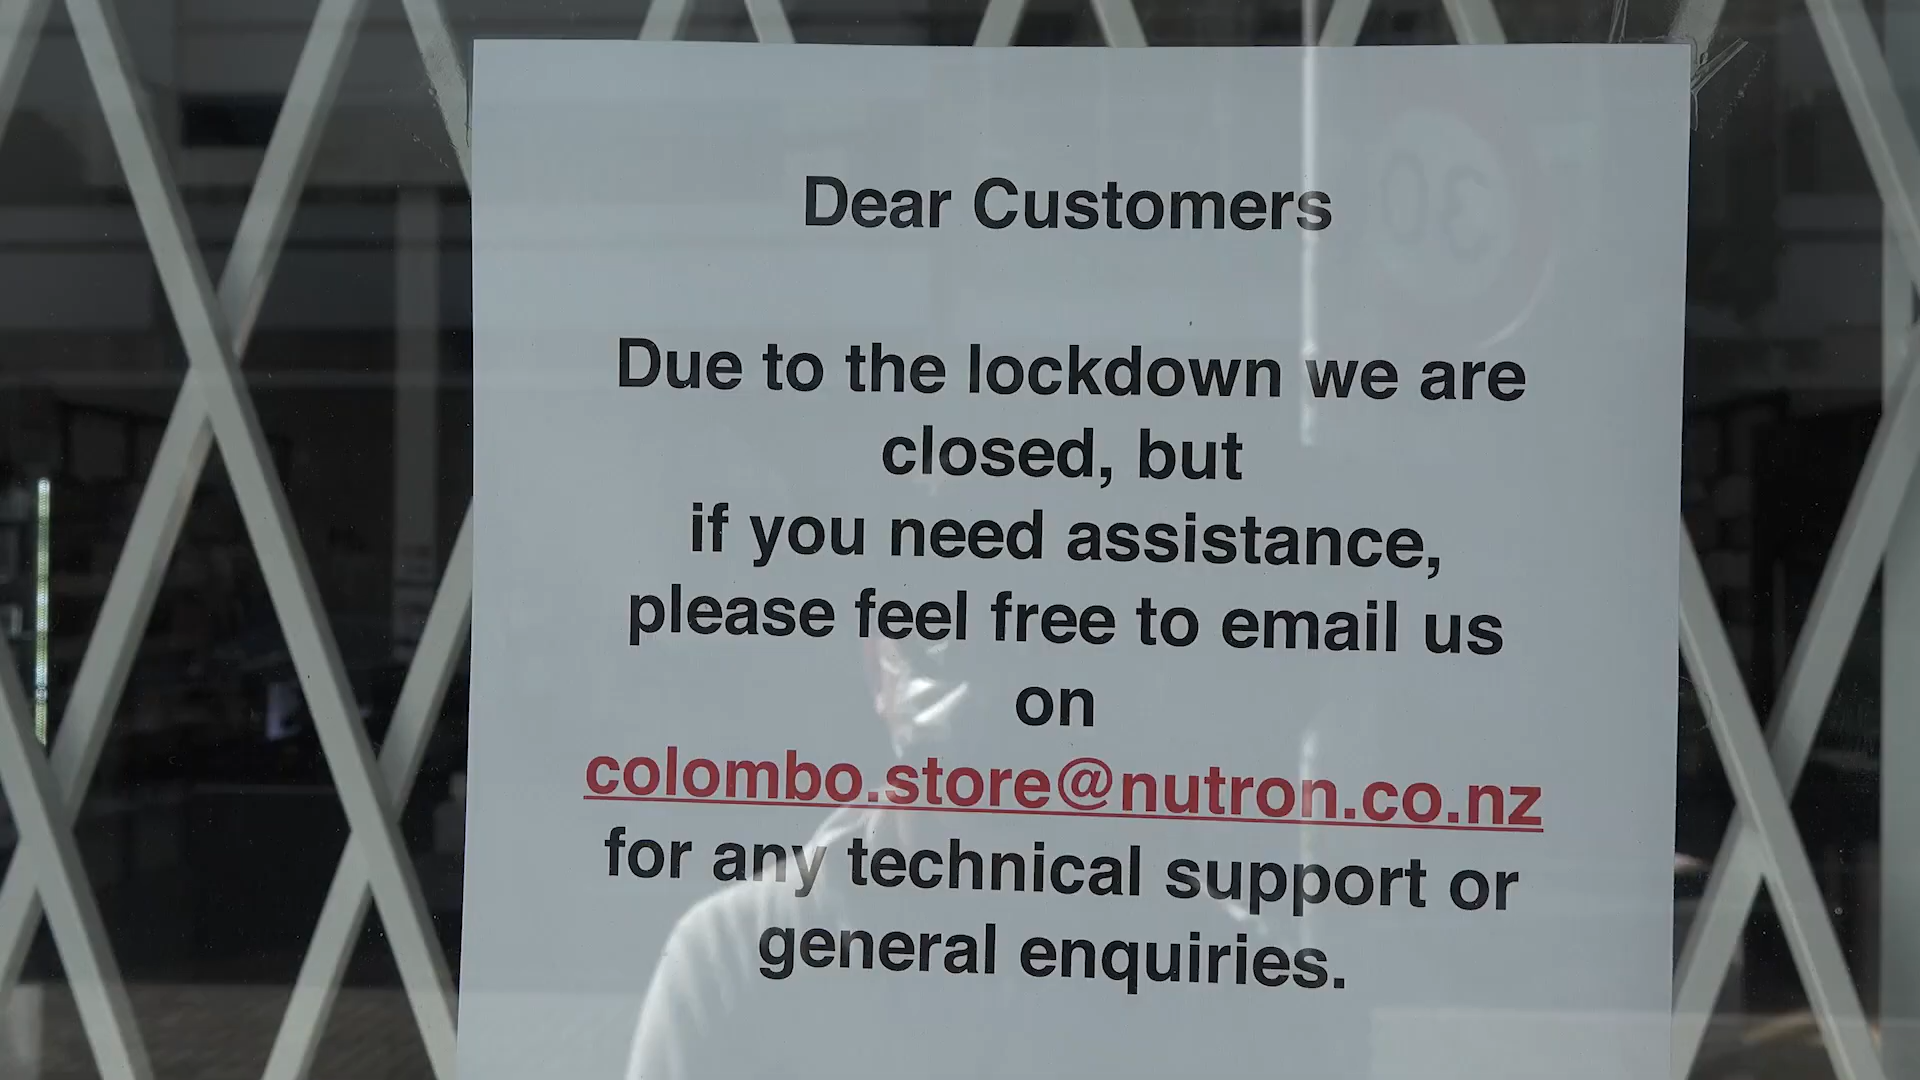 Dear Customers
Due to the lockdown we are
closed, but
if you need assistance,
please feel free to email us
on
colombo.store@nutron.co.nz
for any technical support or
general enquiries.
30